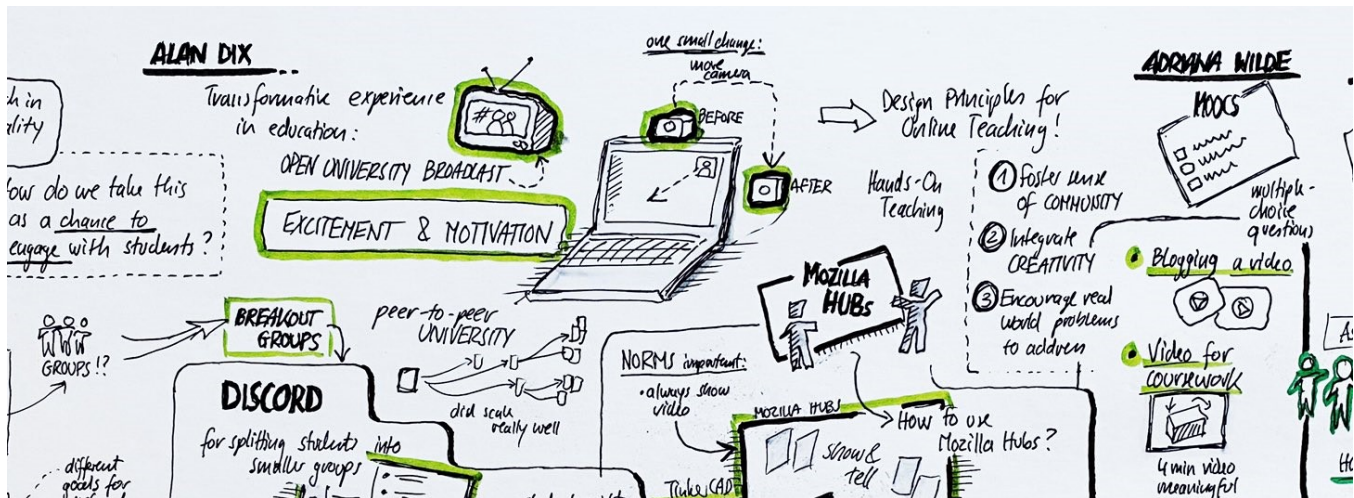 ALAN DIX
Transformative experience
in education:
OPEN UNIVERSITY BROADCAST
EXCITEMENT & MOTIVATION
one small change:
move
camera
BEFORE
AFTER
Design Principles for
Online Teaching!
Hands-On
Teaching
1 Foster sense
of COMMUNITY
2 Integrate
CREATIVITY
3 Encourage real
world problems
to address
ADRIANA WILDE
MOOCS
multiple-
choice
questions
Blogging a video
Video for
coursework
4 min video
meaningful
how do we take this
as a chance to
engage with students?
GROUPS!?
BREAKOUT
GROUPS
DISCORD
for splitting students into
smaller groups
different
goals for
peer-to-peer
UNIVERSITY
did scale
really well
MOZILLA
HUBs
NORMS important:
• always show
video
MOZILLA HUBS
How to use
Mozilla Hubs?
show &
tell
TinkerCAD